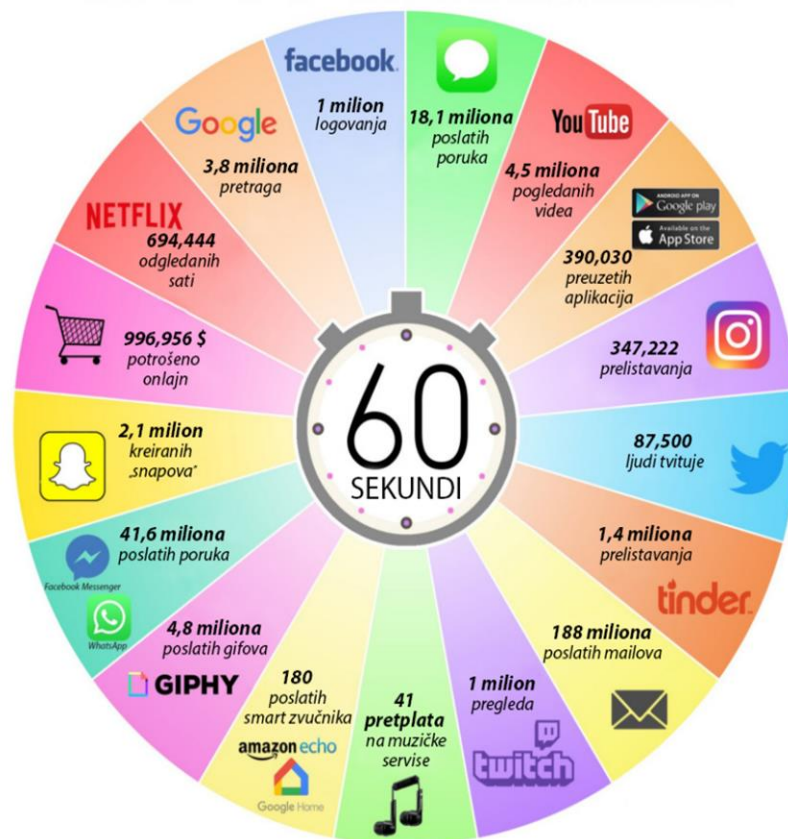 facebook
1 milion
logovanja
18,1 miliona
poslatih
poruka
YouTube
4,5 miliona
pogledanih
videa
ANDROID APP ON
Google play
Available on the
App Store
390,030
preuzetih
aplikacija
347,222
prelistavanja
87,500
ljudi tvituje
1,4 miliona
prelistavanja
tinder
188 miliona
poslatih mailova
1 milion
pregleda
twitch
41
pretplata
na muzičke
servise
180
poslatih
smart zvučnika
amazon echo
Google Home
4,8 miliona
poslatih gifova
GIPHY
41,6 miliona
poslatih poruka
Facebook Messenger
WhatsApp
2,1 milion
kreiranih
„snapova"
996,956 $
potrošeno
onlajn
NETFLIX
694,444
odgledanih
sati
Google
3,8 miliona
pretraga
60
SEKUNDI